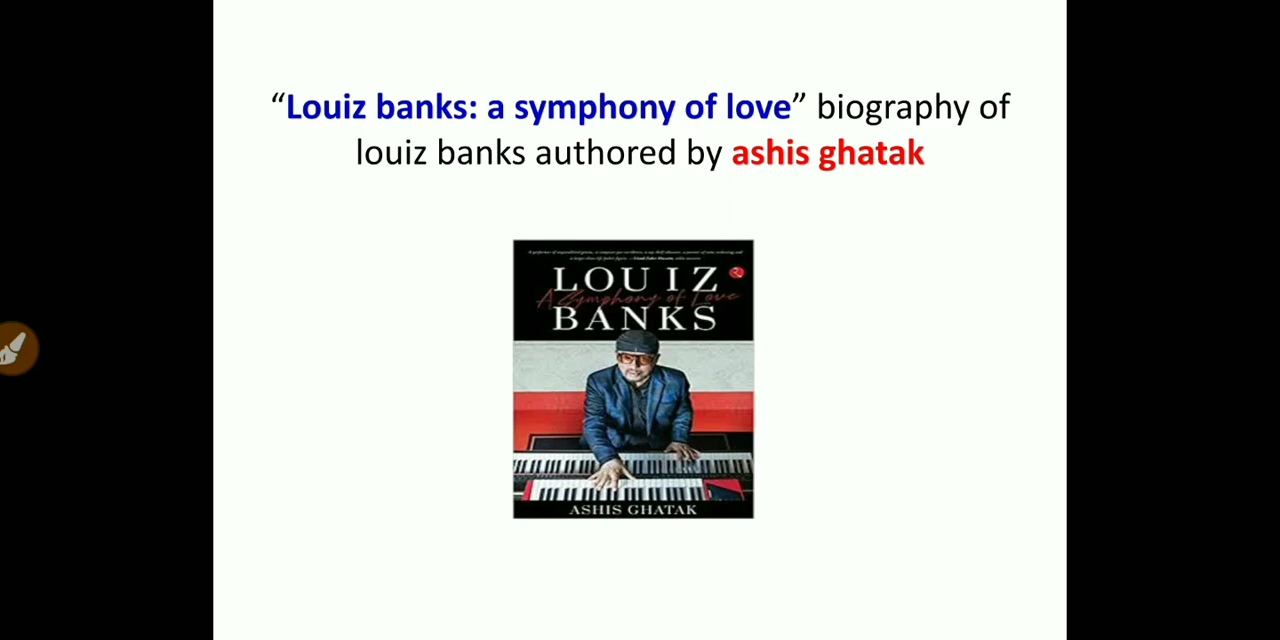 “Louiz banks: a symphony of love” biography of
louiz banks authored by ashis ghatak
LOUIZ
A Symphony of Love
BANKS
ASHIS GHATAK